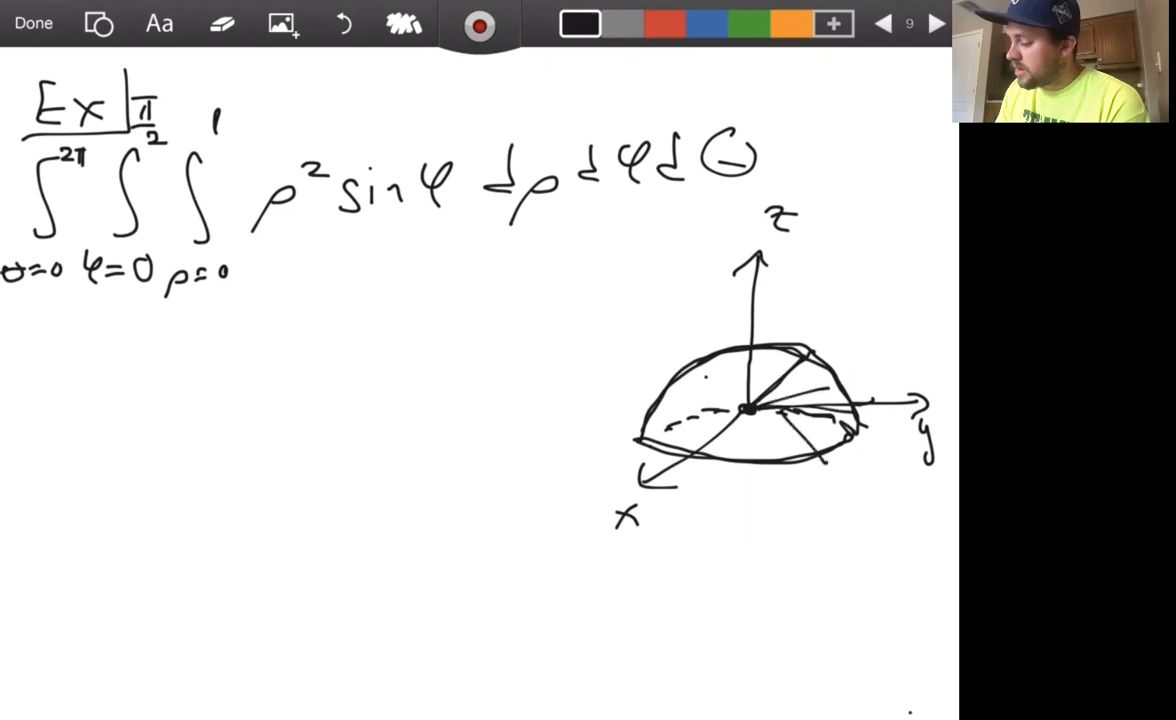 Done Aa 9
Ex
∫_{θ=0}^{2π} ∫_{φ=0}^{π/2} ∫_{ρ=0}^{1} ρ² sin φ dρ dφ dθ
z
y
x